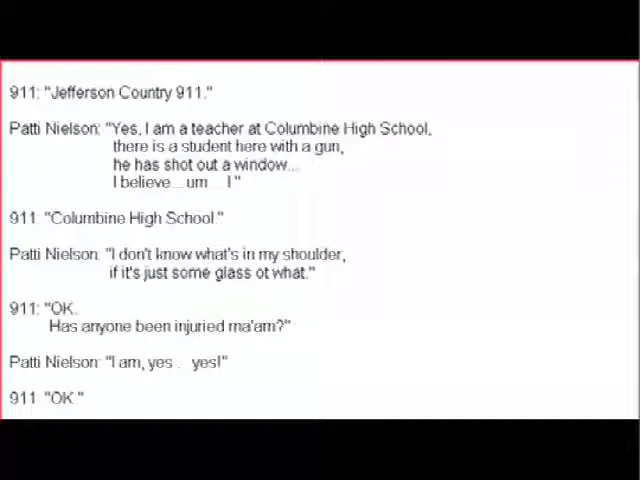 911: "Jefferson Country 911."
Patti Nielson: "Yes, I am a teacher at Columbine High School,
there is a student here with a gun,
he has shot out a window...
I believe... um ... I "
911: "Columbine High School."
Patti Nielson: "I don't know what's in my shoulder,
if it's just some glass ot what."
911: "OK.
Has anyone been injured ma'am?"
Patti Nielson: "I am, yes... yes!"
911: "OK."